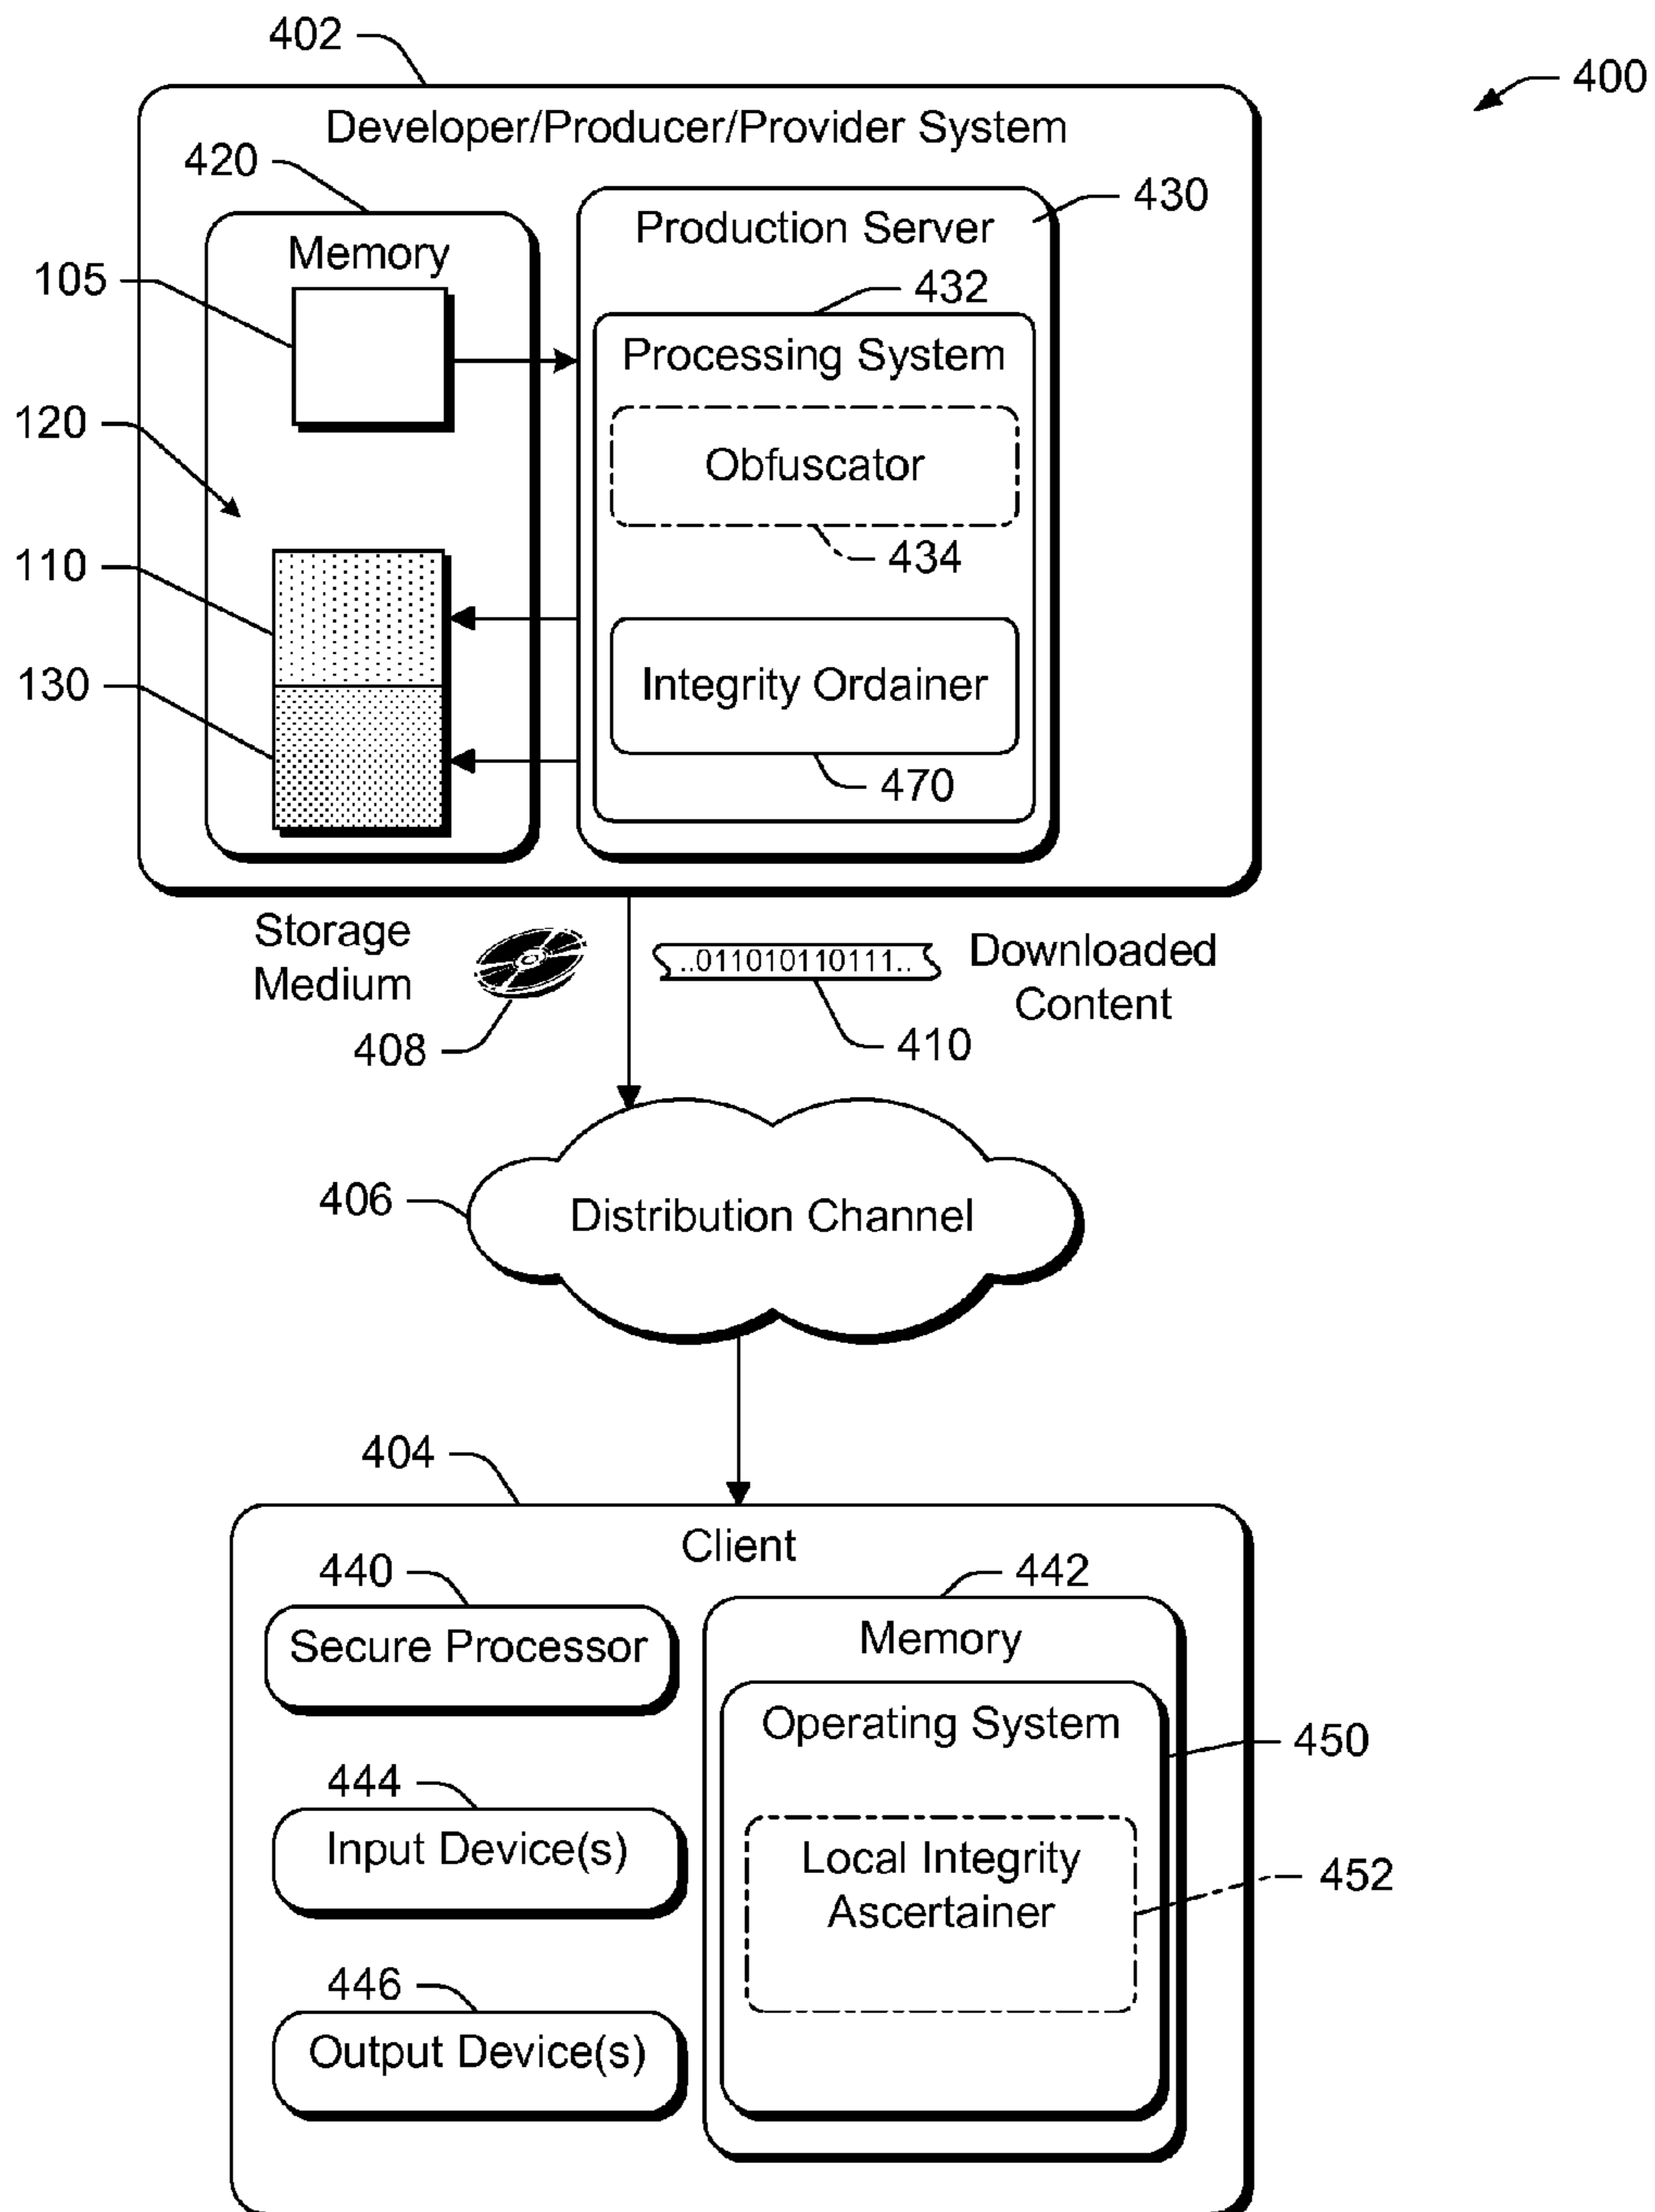 402
400
Developer/Producer/Provider System
420
430
Production Server
Memory
105
432
Processing System
120
Obfuscator
434
110
130
Integrity Ordainer
470
Storage
Medium
..011010110111..
Downloaded
Content
408
410
406
Distribution Channel
404
Client
440
442
Secure Processor
Memory
Operating System
450
444
Input Device(s)
Local Integrity
Ascertainer
452
446
Output Device(s)